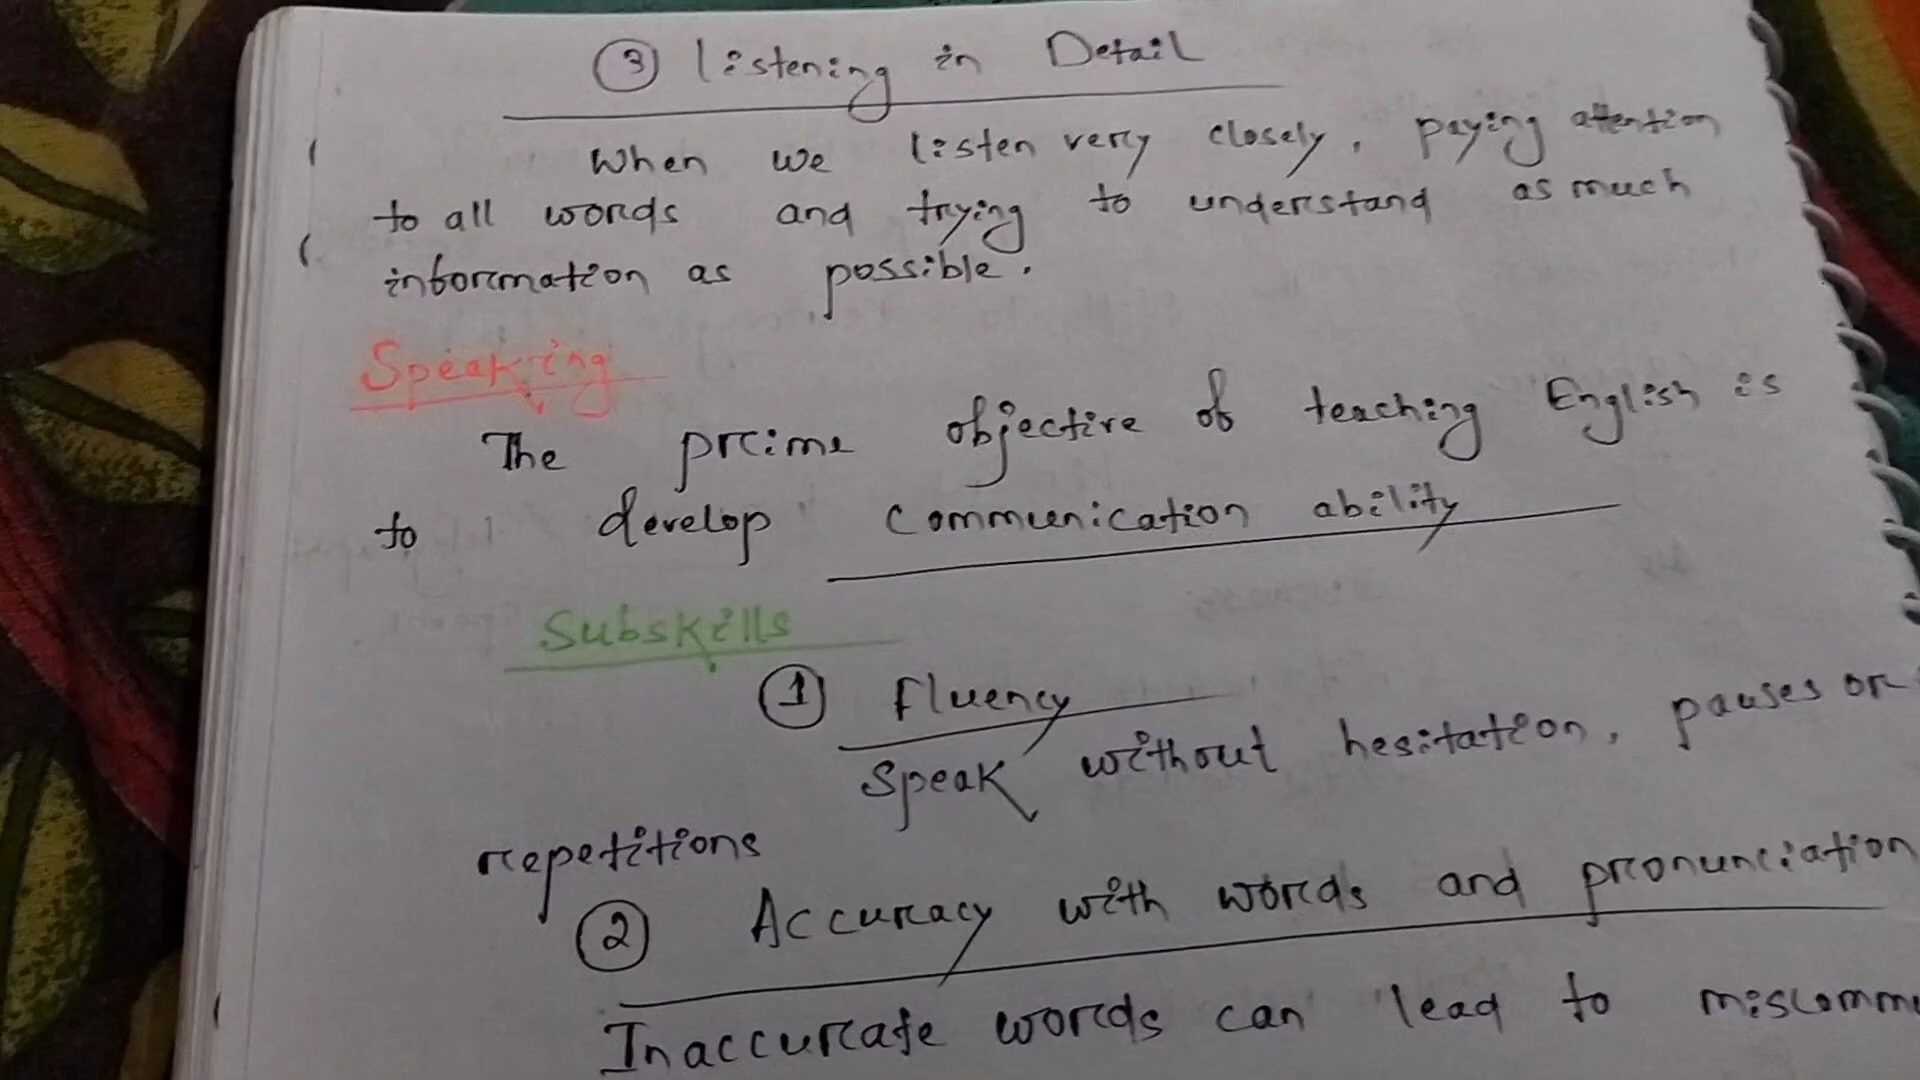 ③ Listening in Detail
When we listen very closely, paying attention
to all words and trying to understand as much
information as possible.
Speaking
The prime objective of teaching English is
to develop communication ability
Subskills
① Fluency
Speak without hesitation, pauses or
repetitions
② Accuracy with words and pronunciation
Inaccurate words can lead to miscommu